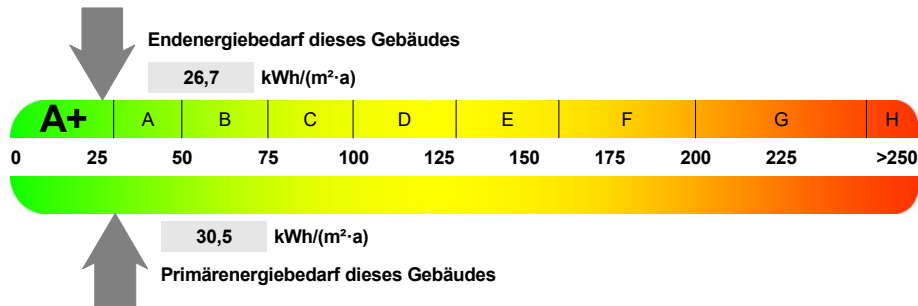 Endenergiebedarf dieses Gebäudes
26,7 kWh/(m²·a)
A+ A B C D E F G H
0 25 50 75 100 125 150 175 200 225 >250
30,5 kWh/(m²·a)
Primärenergiebedarf dieses Gebäudes